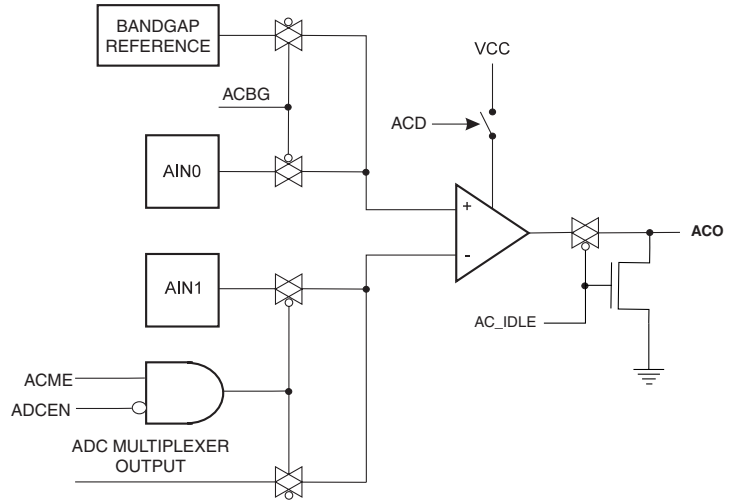 BANDGAP
REFERENCE
VCC
ACBG
ACD
AIN0
+
-
ACO
AIN1
AC_IDLE
ACME
ADCEN
ADC MULTIPLEXER
OUTPUT